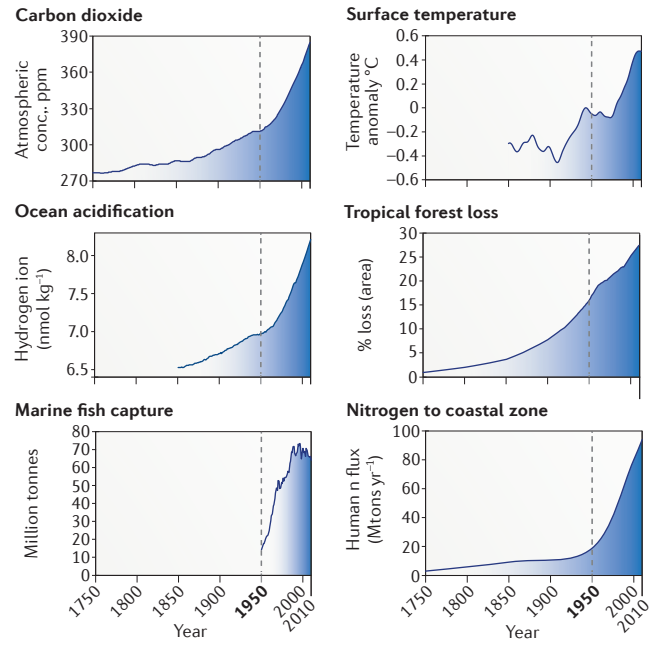 Carbon dioxide
Atmospheric
conc,. ppm
390
360
330
300
270
Surface temperature
Temperature
anomaly °C
0.6
0.4
0.2
0
−0.2
−0.4
−0.6
Ocean acidification
Hydrogen ion
(nmol kg⁻¹)
8.0
7.5
7.0
6.5
Tropical forest loss
% loss (area)
30
25
20
15
10
5
0
Marine fish capture
Million tonnes
80
70
60
50
40
30
20
10
0
1750
1800
1850
1900
1950
2000
2010
Year
Nitrogen to coastal zone
Human n flux
(Mtons yr⁻¹)
100
80
60
40
20
0
1750
1800
1850
1900
1950
2000
2010
Year